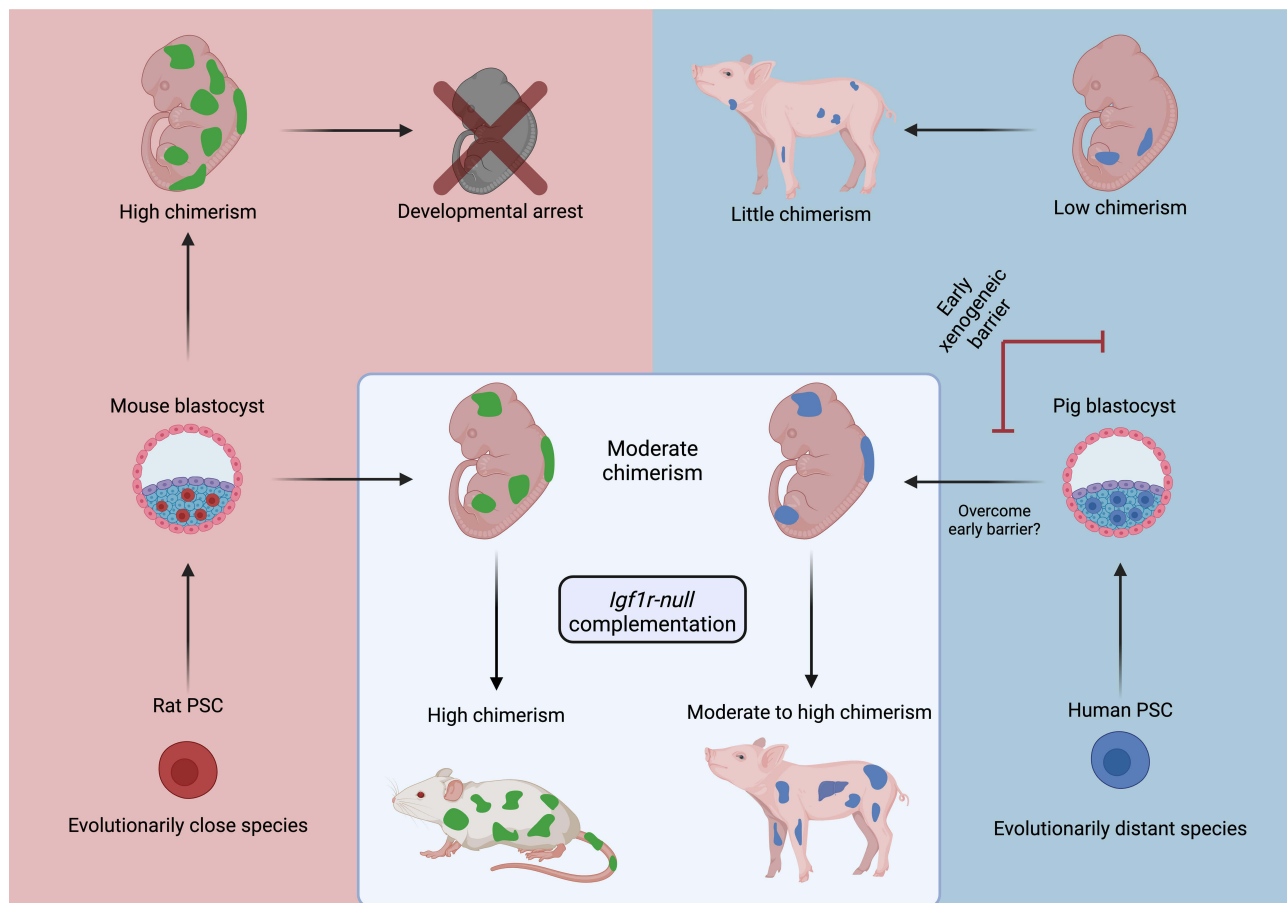 High chimerism
Developmental arrest
Little chimerism
Low chimerism
Early
xenogeneic
barrier
Mouse blastocyst
Moderate
chimerism
Pig blastocyst
Overcome
early barrier?
Igf1r-null
complementation
Rat PSC
High chimerism
Moderate to high chimerism
Human PSC
Evolutionarily close species
Evolutionarily distant species